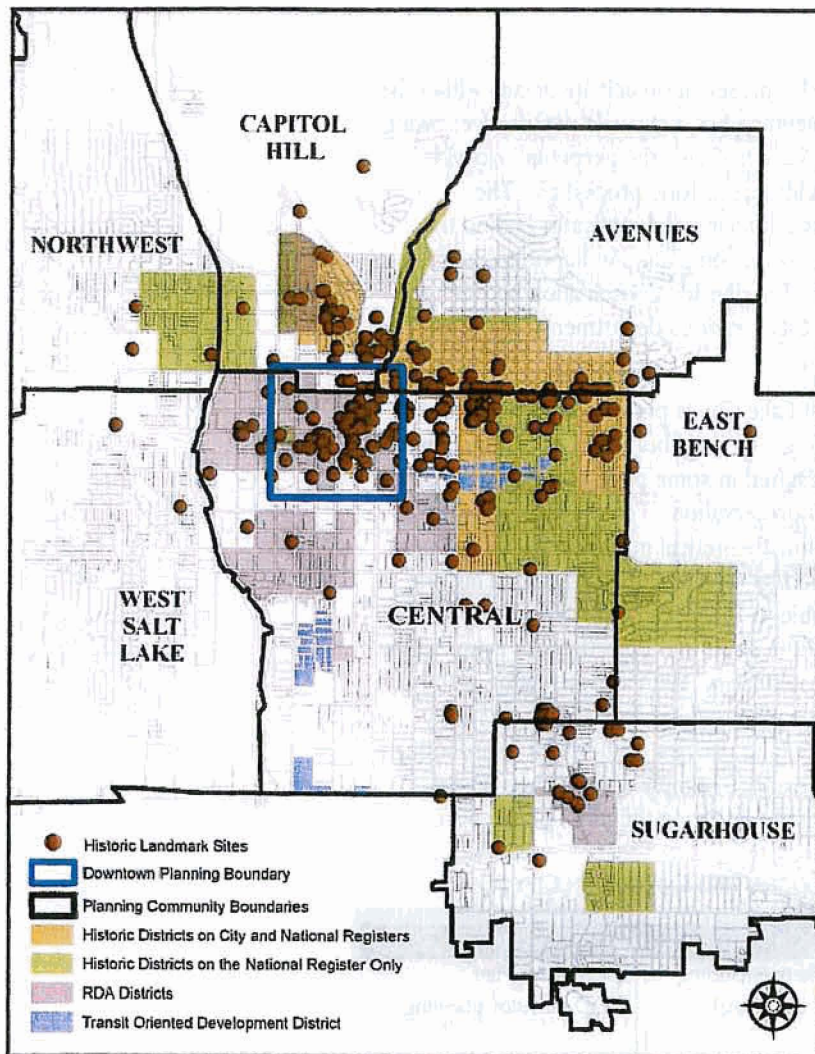 CAPITOL
HILL
NORTHWEST
AVENUES
EAST
BENCH
WEST
SALT
LAKE
CENTRAL
SUGARHOUSE
Historic Landmark Sites
Downtown Planning Boundary
Planning Community Boundaries
Historic Districts on City and National Registers
Historic Districts on the National Register Only
RDA Districts
Transit Oriented Development District